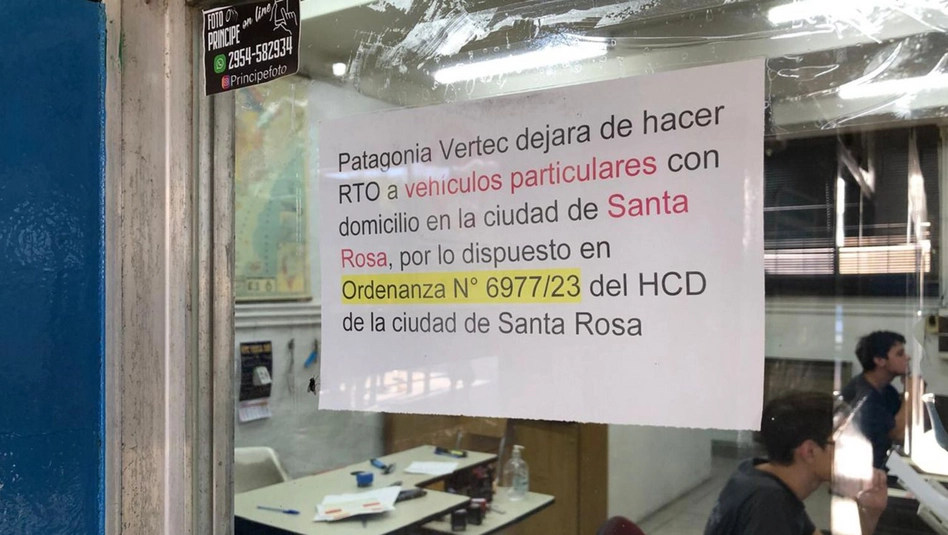 FOTO
PRINCIPE on line
2954-582934
Principefoto
Patagonia Vertec dejara de hacer
RTO a vehículos particulares con
domicilio en la ciudad de Santa
Rosa, por lo dispuesto en
Ordenanza N° 6977/23 del HCD
de la ciudad de Santa Rosa